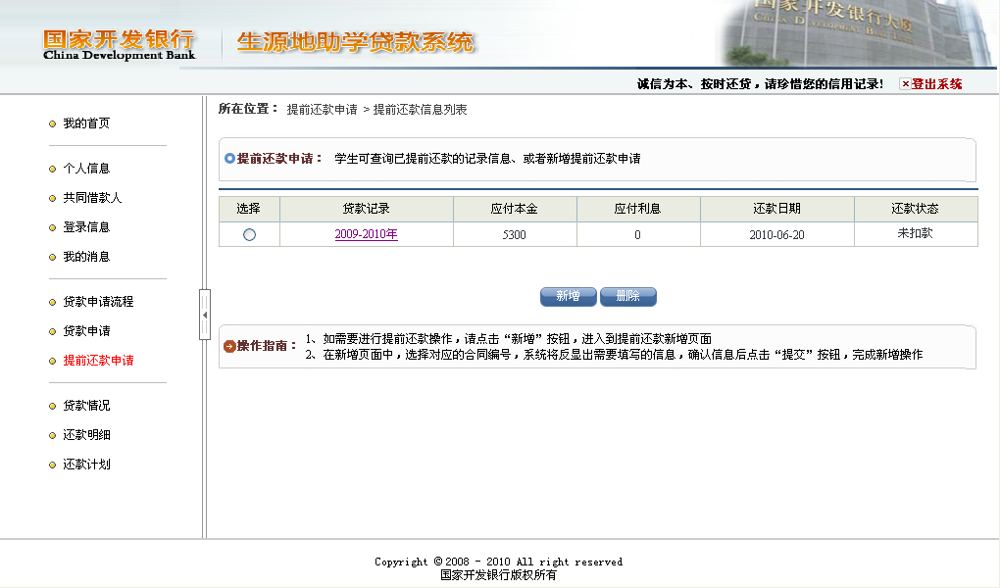 国家开发银行
China Development Bank
生源地助学贷款系统
国家开发银行大厦
CHINA DEVELOPMENT BANK
诚信为本、按时还贷，请珍惜您的信用记录! 登出系统
我的首页
个人信息
共同借款人
登录信息
我的消息
贷款申请流程
贷款申请
提前还款申请
贷款情况
还款明细
还款计划
所在位置： 提前还款申请 >提前还款信息列表
提前还款申请： 学生可查询已提前还款的记录信息、或者新增提前还款申请
选择 贷款记录 应付本金 应付利息 还款日期 还款状态
2009-2010年 5300 0 2010-06-20 未扣款
新增 删除
操作指南：
1、如需要进行提前还款操作，请点击“新增”按钮，进入到提前还款新增页面
2、在新增页面中，选择对应的合同编号，系统将反显出需要填写的信息，确认信息后点击“提交”按钮，完成新增操作
Copyright ©2008 - 2010 All right reserved
国家开发银行版权所有